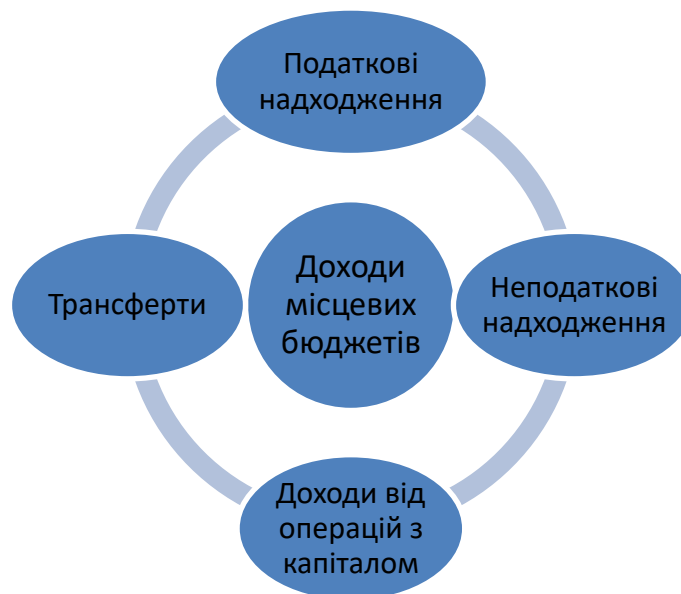 Податкові
надходження
Трансферти
Доходи
місцевих
бюджетів
Неподаткові
надходження
Доходи від
операцій з
капіталом